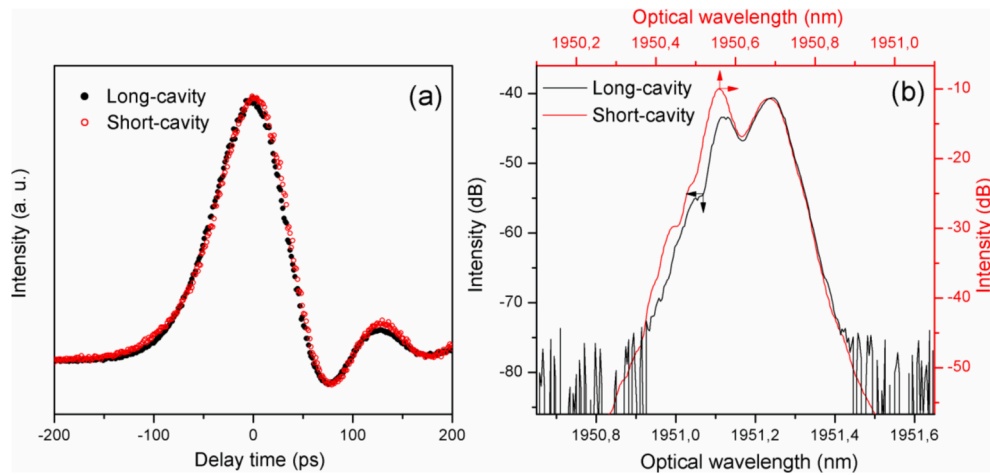 Optical wavelength (nm)
1950,2 1950,4 1950,6 1950,8 1951,0
(a)
Long-cavity
Short-cavity
Intensity (a. u.)
-200 -100 0 100 200
Delay time (ps)
(b)
Long-cavity
Short-cavity
-40
-50
-60
-70
-80
Intensity (dB)
-10
-20
-30
-40
-50
Intensity (dB)
1950,8 1951,0 1951,2 1951,4 1951,6
Optical wavelength (nm)